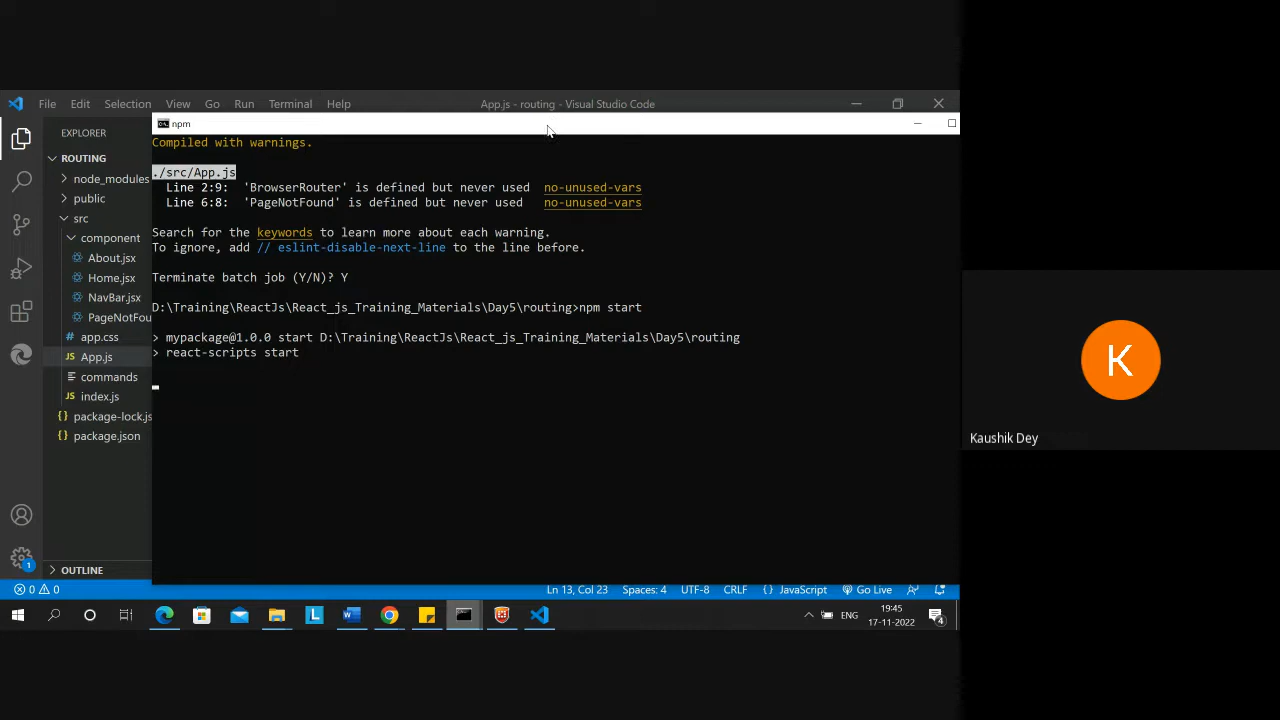 File Edit Selection View Go Run Terminal Help App.js - routing - Visual Studio Code
EXPLORER
ROUTING
node_modules
public
src
component
About.jsx
Home.jsx
NavBar.jsx
PageNotFou
app.css
JS App.js
commands
JS index.js
{} package-lock.js
{} package.json
OUTLINE
npm
Compiled with warnings.
./src/App.js
Line 2:9: 'BrowserRouter' is defined but never used no-unused-vars
Line 6:8: 'PageNotFound' is defined but never used no-unused-vars
Search for the keywords to learn more about each warning.
To ignore, add // eslint-disable-next-line to the line before.
Terminate batch job (Y/N)? Y
D:\Training\ReactJs\React_js_Training_Materials\Day5\routing>npm start
> mypackage@1.0.0 start D:\Training\ReactJs\React_js_Training_Materials\Day5\routing
> react-scripts start
K
Kaushik Dey
1
0 0 Ln 13, Col 23 Spaces: 4 UTF-8 CRLF {} JavaScript Go Live
L W ENG 19:45
17-11-2022 4